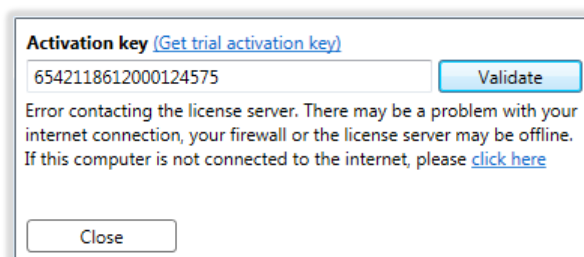 Activation key (Get trial activation key)
6542118612000124575 Validate
Error contacting the license server. There may be a problem with your
internet connection, your firewall or the license server may be offline.
If this computer is not connected to the internet, please click here
Close